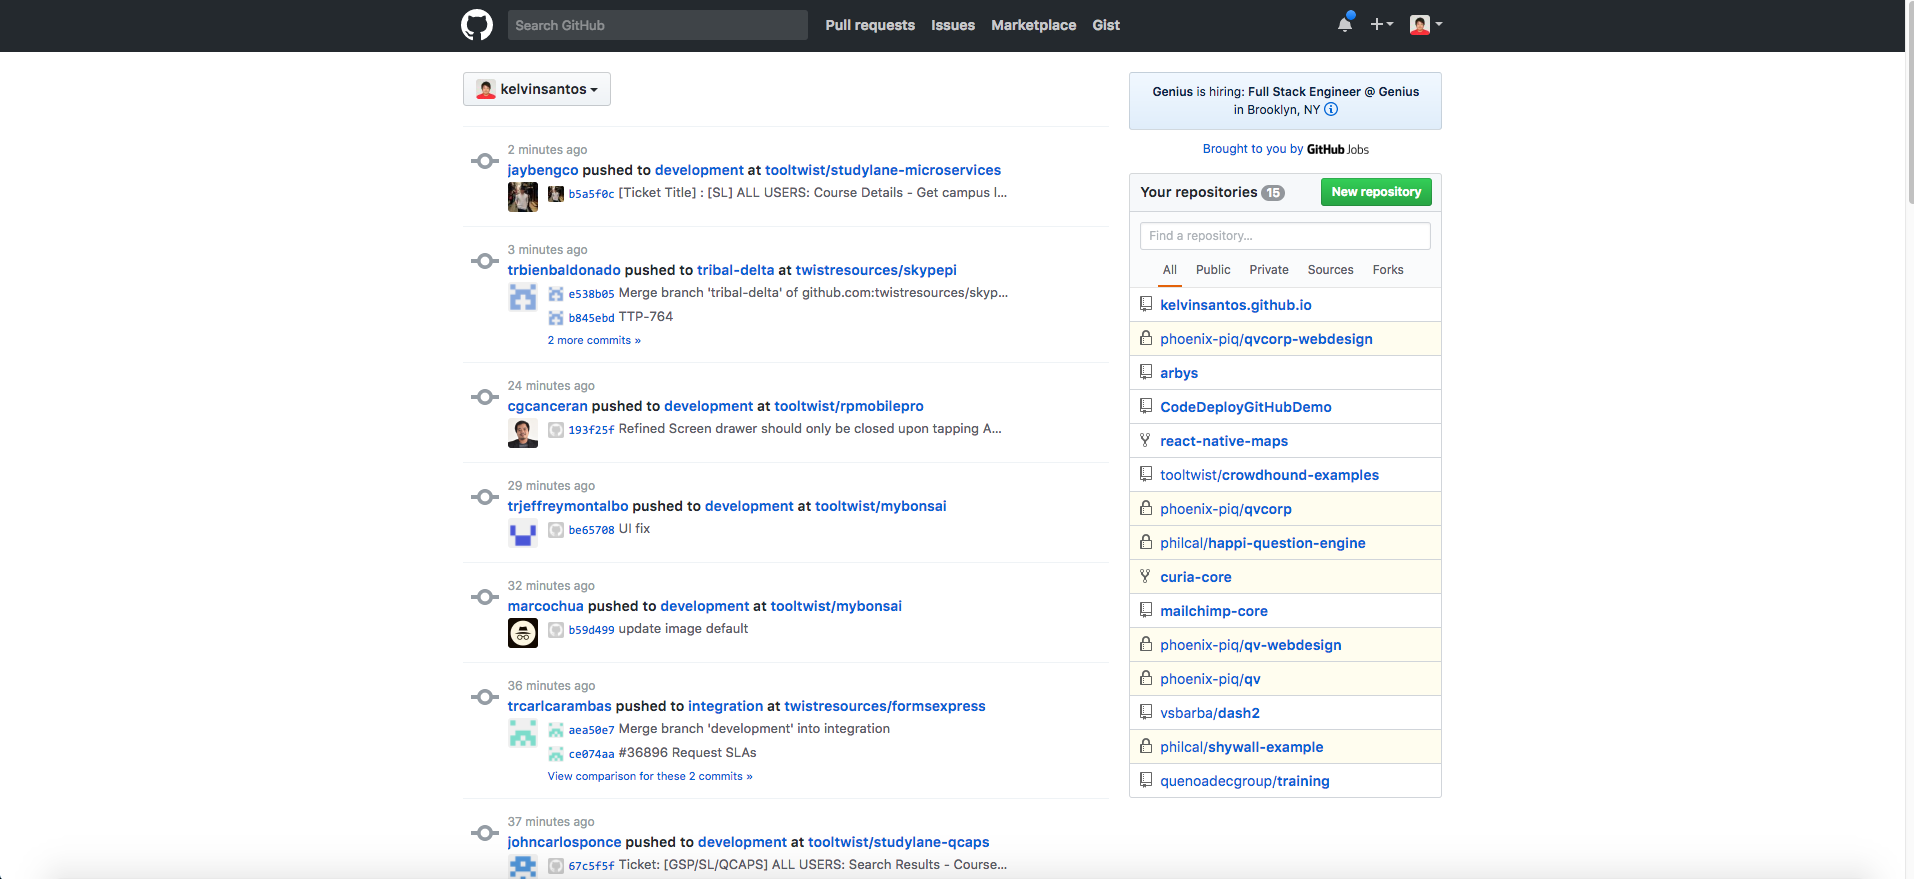 Search GitHub
Pull requests Issues Marketplace Gist
kelvinsantos
2 minutes ago
jaybengco pushed to development at tooltwist/studylane-microservices
b5a5f0c [Ticket Title] : [SL] ALL USERS: Course Details - Get campus l...
3 minutes ago
trbienbaldonado pushed to tribal-delta at twistresources/skypepi
e538b05 Merge branch 'tribal-delta' of github.com:twistresources/skyp...
b845ebd TTP-764
2 more commits »
24 minutes ago
cgcanceran pushed to development at tooltwist/rpmobilepro
193f25f Refined Screen drawer should only be closed upon tapping A...
29 minutes ago
trjeffreymontalbo pushed to development at tooltwist/mybonsai
be65708 UI fix
32 minutes ago
marcochua pushed to development at tooltwist/mybonsai
b59d499 update image default
36 minutes ago
trcarlcarambas pushed to integration at twistresources/formsexpress
aea50e7 Merge branch 'development' into integration
ce074aa #36896 Request SLAs
View comparison for these 2 commits »
37 minutes ago
johncarlosponce pushed to development at tooltwist/studylane-qcaps
67c5f5f Ticket: [GSP/SL/QCAPS] ALL USERS: Search Results - Course...
Genius is hiring: Full Stack Engineer @ Genius
in Brooklyn, NY
Brought to you by GitHub Jobs
Your repositories 15 New repository
Find a repository...
All Public Private Sources Forks
kelvinsantos.github.io
phoenix-piq/qvcorp-webdesign
arbys
CodeDeployGitHubDemo
react-native-maps
tooltwist/crowdhound-examples
phoenix-piq/qvcorp
philcal/happi-question-engine
curia-core
mailchimp-core
phoenix-piq/qv-webdesign
phoenix-piq/qv
vsbarba/dash2
philcal/shywall-example
quenoadecgroup/training